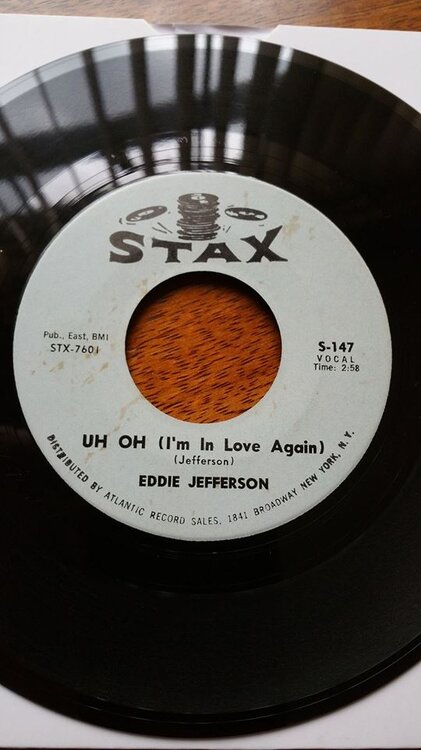 STAX
Pub., East, BMI
STX-7601
S-147
VOCAL
Time: 2:58
UH OH (I'm In Love Again)
(Jefferson)
EDDIE JEFFERSON
DISTRIBUTED BY ATLANTIC RECORD SALES, 1841 BROADWAY NEW YORK, N.Y.